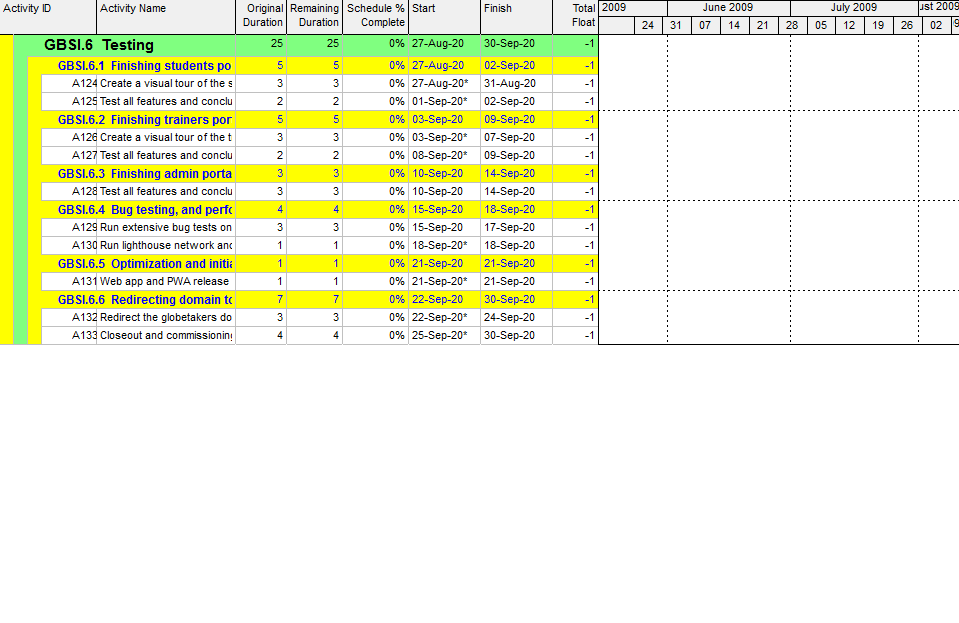 Activity ID Activity Name Original Duration Remaining Duration Schedule % Complete Start Finish Total Float 2009 June 2009 July 2009 ust 2009
24 31 07 14 21 28 05 12 19 26 02
GBSI.6 Testing 25 25 0% 27-Aug-20 30-Sep-20 -1
GBSI.6.1 Finishing students po 5 5 0% 27-Aug-20 02-Sep-20 -1
A124 Create a visual tour of the s 3 3 0% 27-Aug-20* 31-Aug-20 -1
A125 Test all features and conclu 2 2 0% 01-Sep-20* 02-Sep-20 -1
GBSI.6.2 Finishing trainers por 5 5 0% 03-Sep-20 09-Sep-20 -1
A126 Create a visual tour of the t 3 3 0% 03-Sep-20* 07-Sep-20 -1
A127 Test all features and conclu 2 2 0% 08-Sep-20* 09-Sep-20 -1
GBSI.6.3 Finishing admin porta 3 3 0% 10-Sep-20 14-Sep-20 -1
A128 Test all features and conclu 3 3 0% 10-Sep-20 14-Sep-20 -1
GBSI.6.4 Bug testing, and perfo 4 4 0% 15-Sep-20 18-Sep-20 -1
A129 Run extensive bug tests on 3 3 0% 15-Sep-20 17-Sep-20 -1
A130 Run lighthouse network and 1 1 0% 18-Sep-20* 18-Sep-20 -1
GBSI.6.5 Optimization and initia 1 1 0% 21-Sep-20 21-Sep-20 -1
A131 Web app and PWA release 1 1 0% 21-Sep-20* 21-Sep-20 -1
GBSI.6.6 Redirecting domain to 7 7 0% 22-Sep-20 30-Sep-20 -1
A132 Redirect the globetakers do 3 3 0% 22-Sep-20* 24-Sep-20 -1
A133 Closeout and commissioning 4 4 0% 25-Sep-20* 30-Sep-20 -1